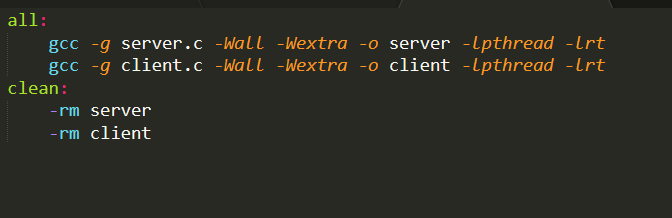 all:
gcc -g server.c -Wall -Wextra -o server -lpthread -lrt
gcc -g client.c -Wall -Wextra -o client -lpthread -lrt
clean:
-rm server
-rm client